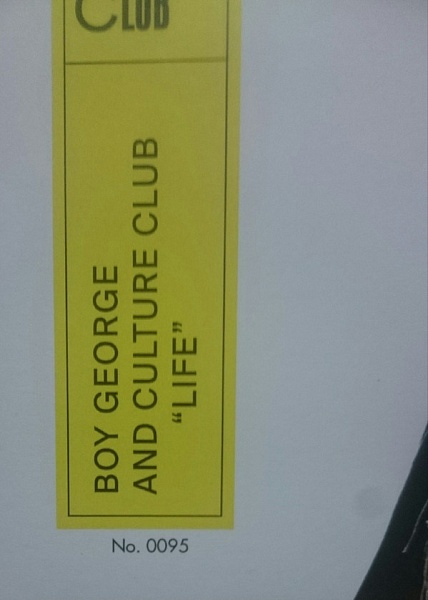 CLUB
BOY GEORGE
AND CULTURE CLUB
“LIFE”
No. 0095